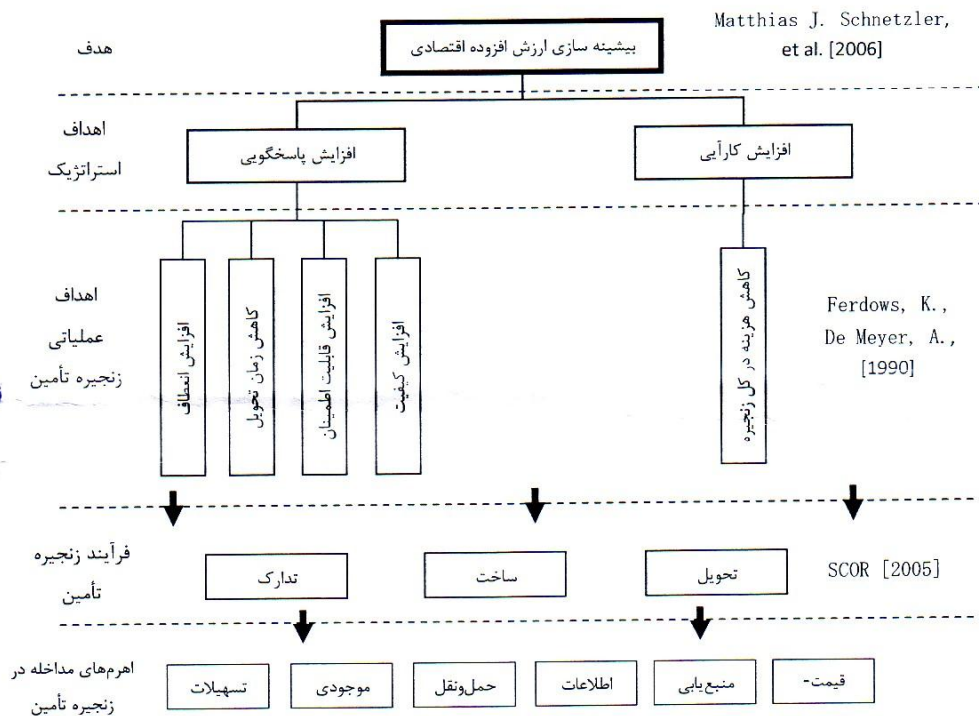 Matthias J. Schnetzler,
et al. [2006]
هدف
بیشینه سازی ارزش افزوده اقتصادی
اهداف
استراتژیک
افزایش پاسخگویی
افزایش کارآیی
اهداف
عملیاتی
زنجیره تأمین
افزایش انعطاف
کاهش زمان تحویل
افزایش قابلیت اطمینان
افزایش کیفیت
کاهش هزینه در کل زنجیره
Ferdows, K.,
De Meyer, A.,
[1990]
فرآیند زنجیره
تأمین
تدارک
ساخت
تحویل
SCOR [2005]
اهرم‌های مداخله در
زنجیره تأمین
تسهیلات
موجودی
حمل‌ونقل
اطلاعات
منبع‌یابی
قیمت-